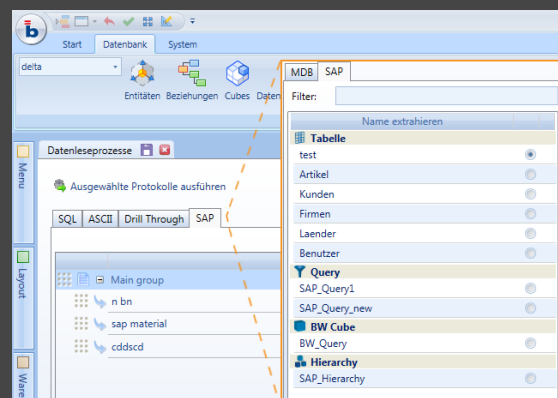 Start Datenbank System
delta
Entitäten Beziehungen Cubes Daten
Menu
Layout
Ware
Datenleseprozesse
Ausgewählte Protokolle ausführen
SQL ASCII Drill Through SAP
Main group
n bn
sap material
cddscd
MDB SAP
Filter:
Name extrahieren
Tabelle
test
Artikel
Kunden
Firmen
Laender
Benutzer
Query
SAP_Query1
SAP_Query_new
BW Cube
BW_Query
Hierarchy
SAP_Hierarchy